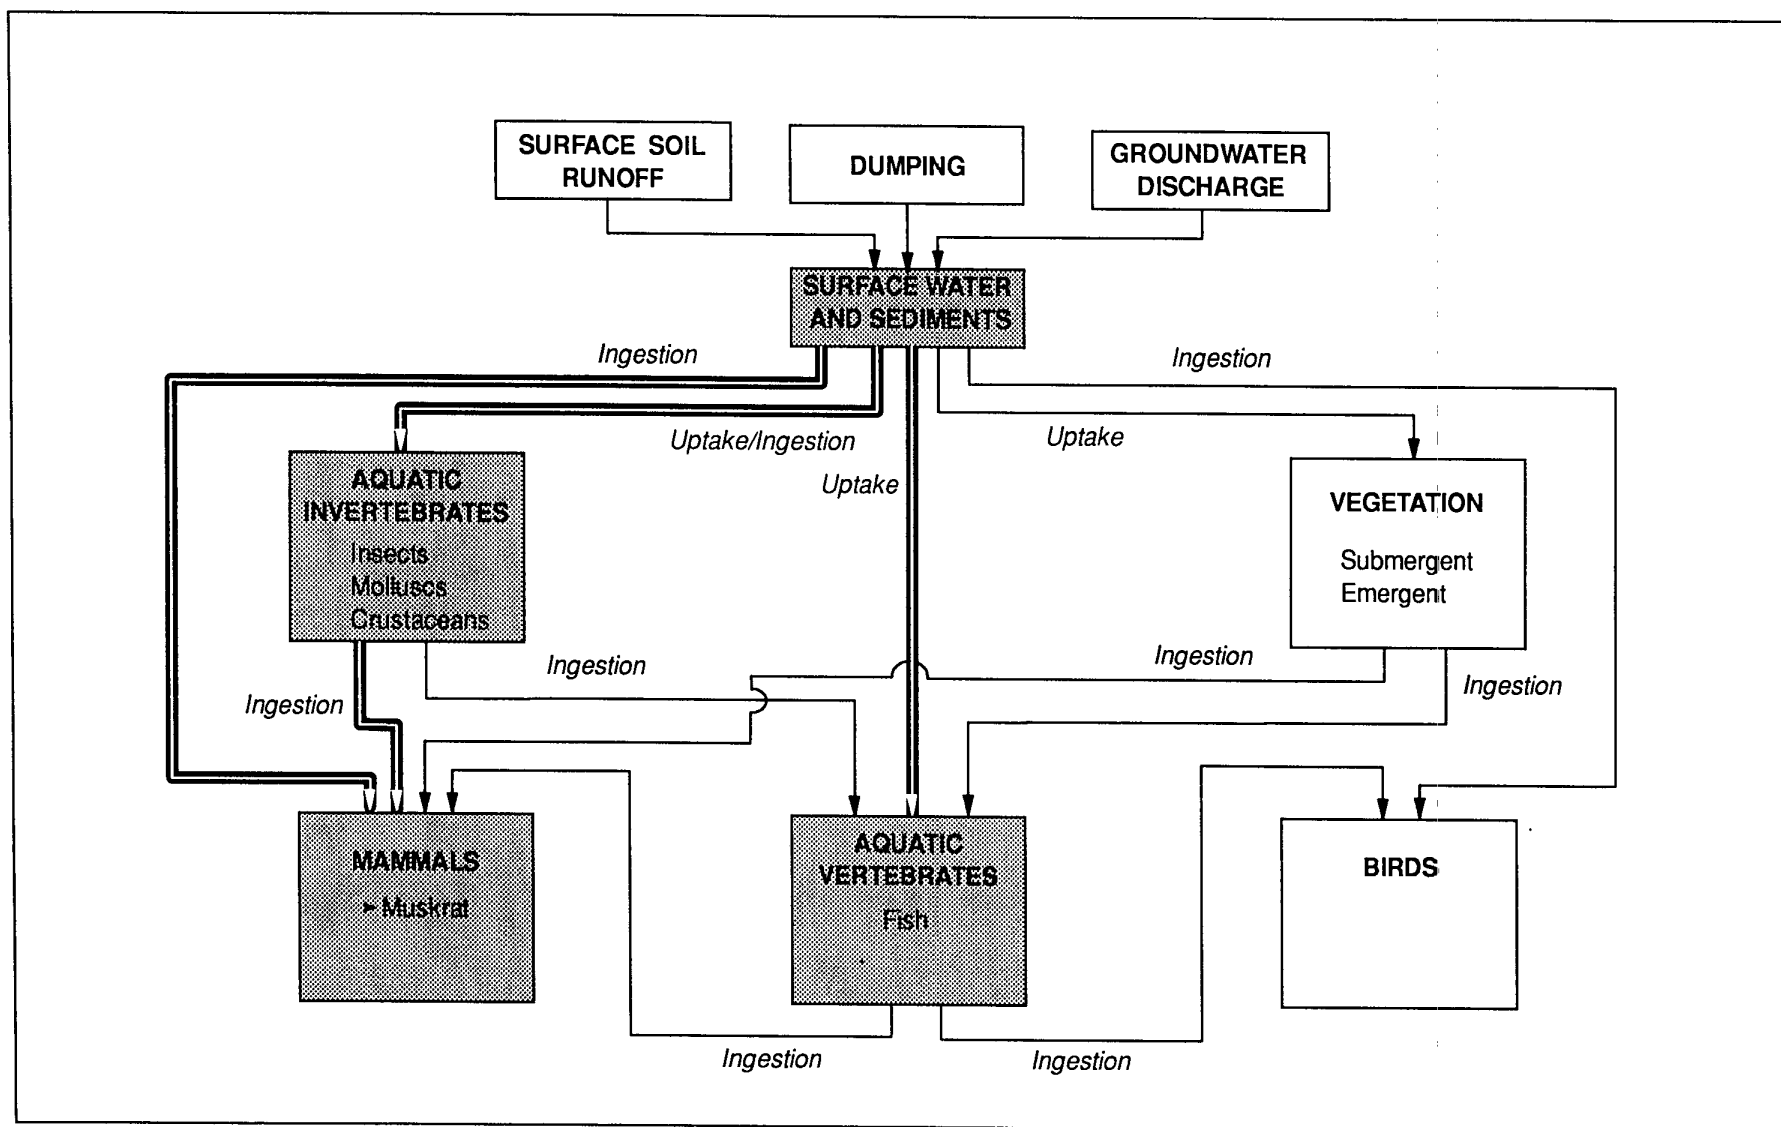 SURFACE SOIL
RUNOFF
DUMPING
GROUNDWATER
DISCHARGE
SURFACE WATER
AND SEDIMENTS
Ingestion
Ingestion
Uptake/Ingestion
Uptake
Uptake
AQUATIC
INVERTEBRATES
Insects
Molluscs
Crustaceans
VEGETATION
Submergent
Emergent
Ingestion
Ingestion
Ingestion
Ingestion
MAMMALS
➤ Muskrat
AQUATIC
VERTEBRATES
Fish
BIRDS
Ingestion
Ingestion